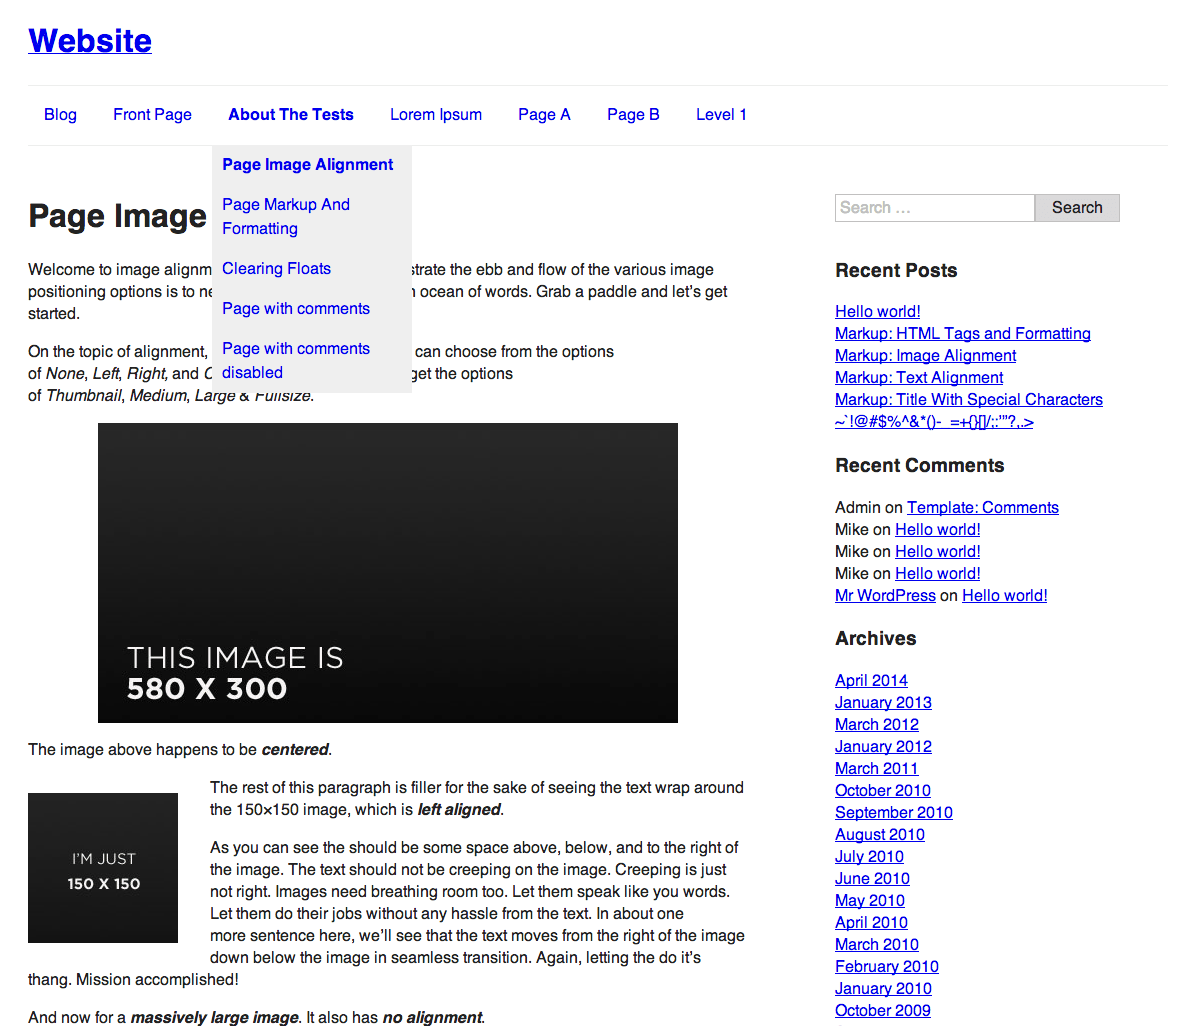 Website
Blog Front Page About The Tests Lorem Ipsum Page A Page B Level 1
Page Image Alignment
Page Markup And
Formatting
Clearing Floats
Page with comments
Page with comments
disabled
Page Image
Welcome to image alignm strate the ebb and flow of the various image
positioning options is to ne ocean of words. Grab a paddle and let’s get
started.
On the topic of alignment, can choose from the options
of None, Left, Right, and C get the options
of Thumbnail, Medium, Large & Fullsize.
THIS IMAGE IS
580 X 300
The image above happens to be centered.
The rest of this paragraph is filler for the sake of seeing the text wrap around
the 150×150 image, which is left aligned.
I’M JUST
150 X 150
As you can see the should be some space above, below, and to the right of
the image. The text should not be creeping on the image. Creeping is just
not right. Images need breathing room too. Let them speak like you words.
Let them do their jobs without any hassle from the text. In about one
more sentence here, we’ll see that the text moves from the right of the image
down below the image in seamless transition. Again, letting the do it’s
thang. Mission accomplished!
And now for a massively large image. It also has no alignment.
Search …
Search
Recent Posts
Hello world!
Markup: HTML Tags and Formatting
Markup: Image Alignment
Markup: Text Alignment
Markup: Title With Special Characters
~`!@#$%^&*()-_=+{}[]/;:’”?,.>
Recent Comments
Admin on Template: Comments
Mike on Hello world!
Mike on Hello world!
Mike on Hello world!
Mr WordPress on Hello world!
Archives
April 2014
January 2013
March 2012
January 2012
March 2011
October 2010
September 2010
August 2010
July 2010
June 2010
May 2010
April 2010
March 2010
February 2010
January 2010
October 2009